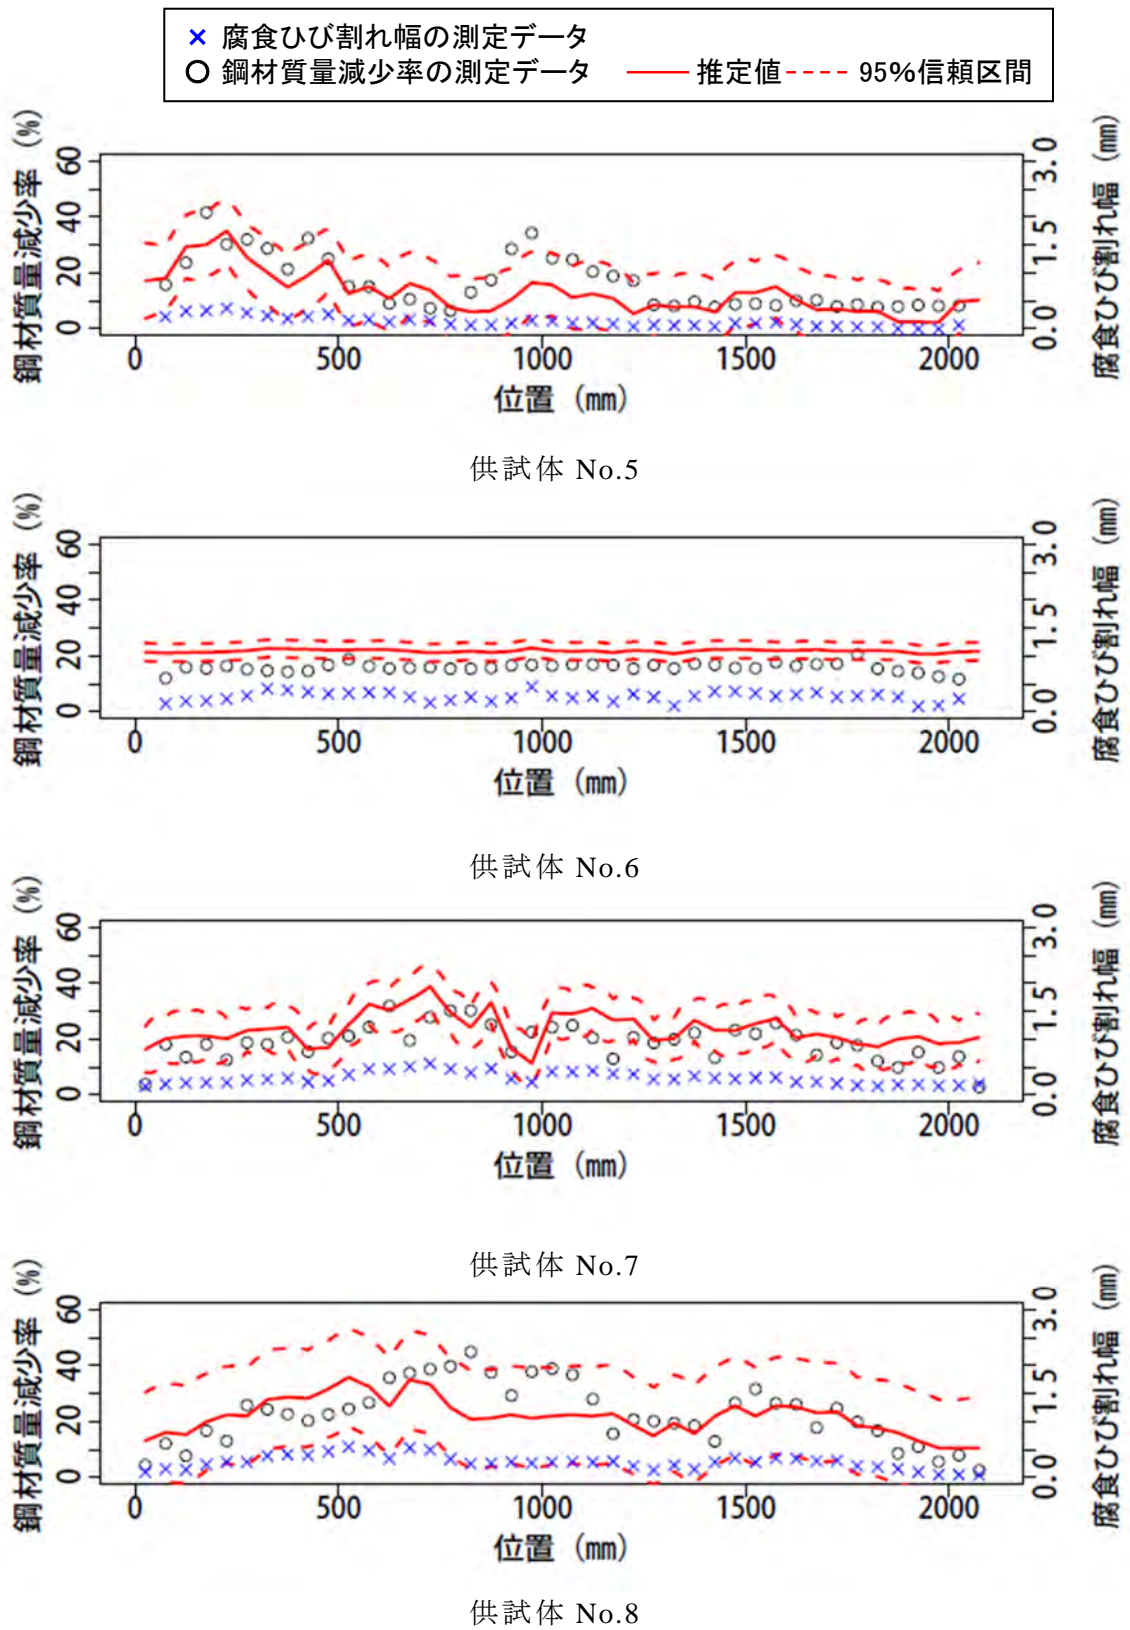 × 腐食ひび割れ幅の測定データ
○ 鋼材質量減少率の測定データ 推定値 95%信頼区間
鋼材質量減少率 (%)
60
40
20
0
3.0
1.5
0.0
腐食ひび割れ幅 (mm)
0 500 1000 1500 2000
位置 (mm)
供試体 No.5
鋼材質量減少率 (%)
60
40
20
0
3.0
1.5
0.0
腐食ひび割れ幅 (mm)
0 500 1000 1500 2000
位置 (mm)
供試体 No.6
鋼材質量減少率 (%)
60
40
20
0
3.0
1.5
0.0
腐食ひび割れ幅 (mm)
0 500 1000 1500 2000
位置 (mm)
供試体 No.7
鋼材質量減少率 (%)
60
40
20
0
3.0
1.5
0.0
腐食ひび割れ幅 (mm)
0 500 1000 1500 2000
位置 (mm)
供試体 No.8